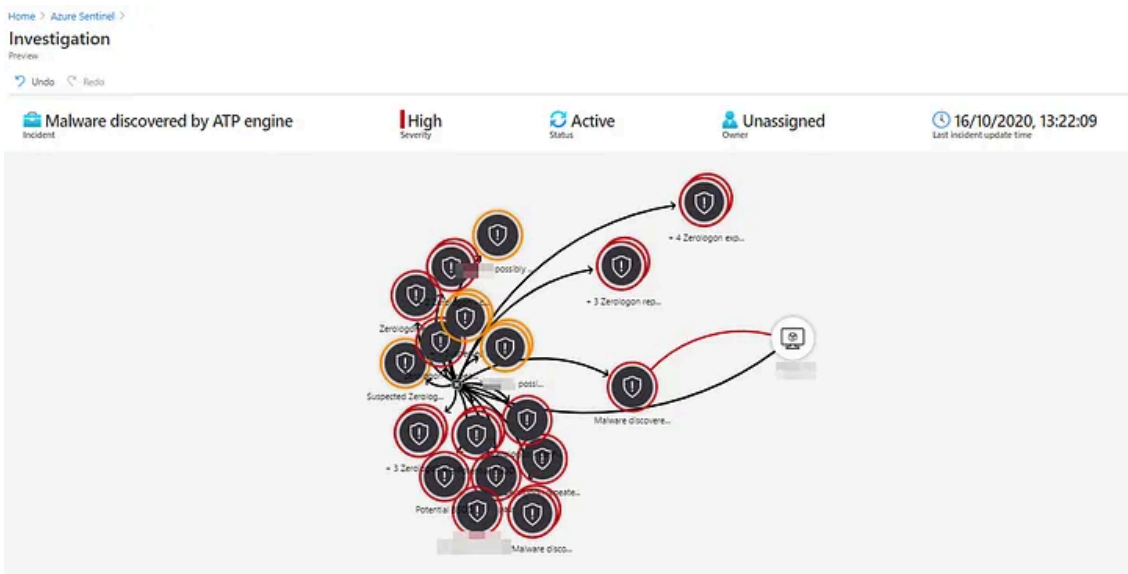 Home > Azure Sentinel >
Investigation
Preview
Undo Redo
Malware discovered by ATP engine
Incident
High
Severity
Active
Status
Unassigned
Owner
16/10/2020, 13:22:09
Last incident update time
+ 4 Zerologon exp...
possibly ...
+ 3 Zerologon rep...
Zerologon
Suspected Zerolog...
possi...
Malware discovere...
+ 3 Zerolo
Potential
Malware disco...